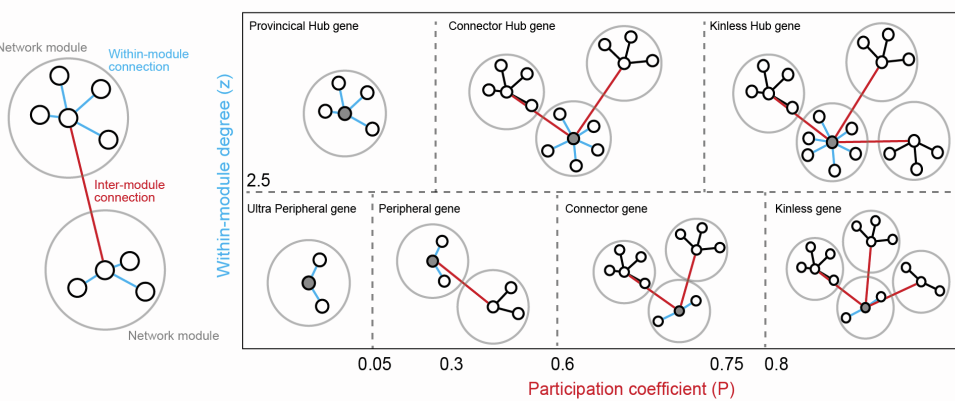 Network module
Within-module
connection
Inter-module
connection
Network module
Within-module degree (z)
Provincical Hub gene
Connector Hub gene
Kinless Hub gene
2.5
Ultra Peripheral gene
Peripheral gene
Connector gene
Kinless gene
0.05
0.3
0.6
0.75
0.8
Participation coefficient (P)